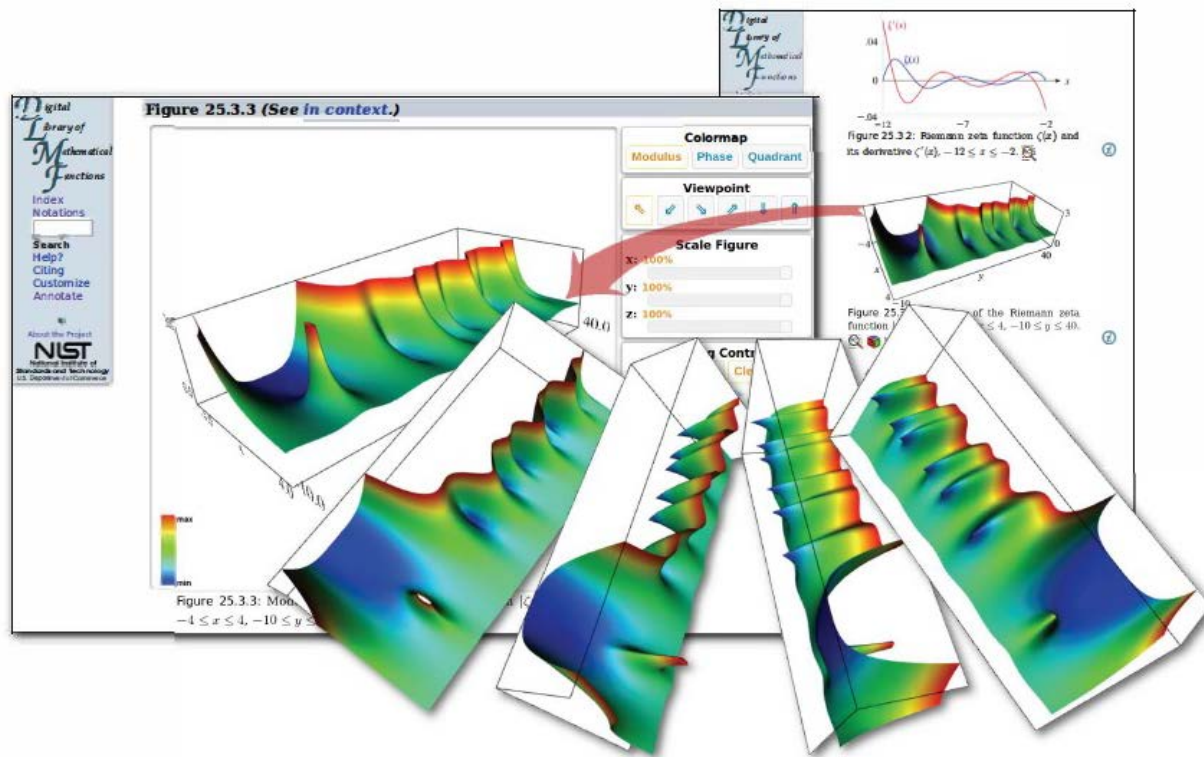 Digital
Library of
Mathematical
Functions
Index
Notations
Search
Help?
Citing
Customize
Annotate
About the Project
NIST
National Institute of
Standards and Technology
U.S. Department of Commerce
Figure 25.3.3 (See in context.)
Colormap
Modulus Phase Quadrant
Viewpoint
Scale Figure
x: 100%
y: 100%
z: 100%
max
min
Figure 25.3.3:
−4 ≤ x ≤ 4, −10 ≤ y ≤
Digital
Library of
Mathematical
Functions
ζ′(x)
.04
ζ(x)
0
x
−.04
−12 −7 −2
Figure 25.3.2: Riemann zeta function ζ(x) and
its derivative ζ′(x), −12 ≤ x ≤ −2.
3
−4
0
x
40
y
4
−10
of the Riemann zeta
function
≤ 4, −10 ≤ y ≤ 40.